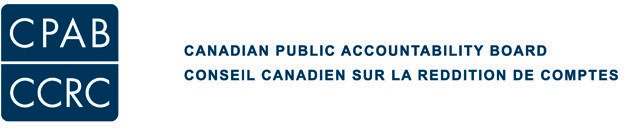 CPAB
CCRC
CANADIAN PUBLIC ACCOUNTABILITY BOARD
CONSEIL CANADIEN SUR LA REDDITION DE COMPTES